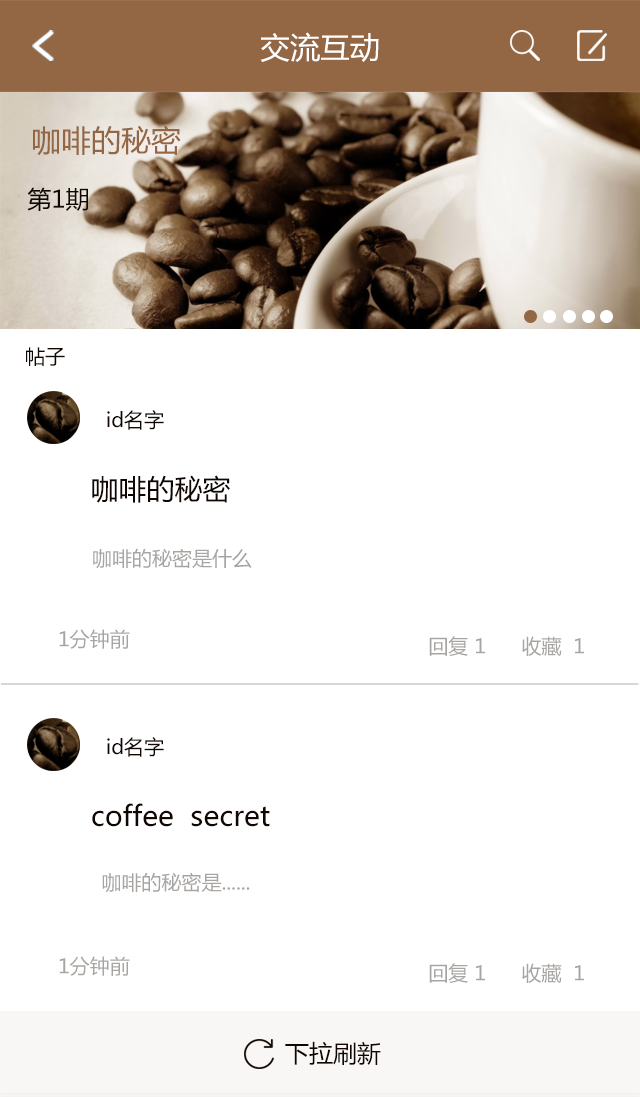 交流互动
咖啡的秘密
第1期
帖子
id名字
咖啡的秘密
咖啡的秘密是什么
1分钟前 回复 1 收藏 1
id名字
coffee secret
咖啡的秘密是......
1分钟前 回复 1 收藏 1
下拉刷新